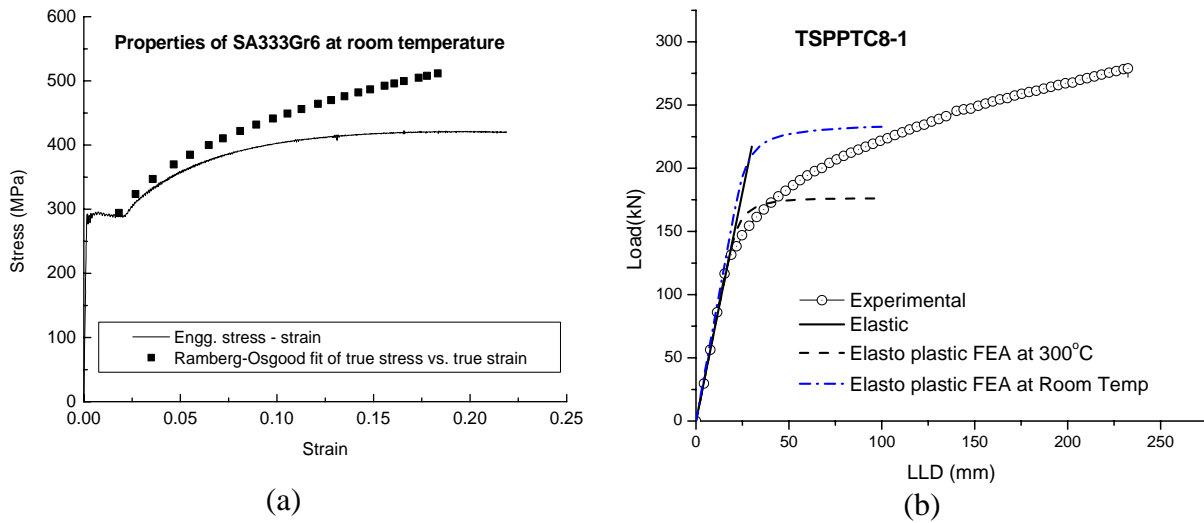 Properties of SA333Gr6 at room temperature
600
500
400
300
200
100
0
Stress (MPa)
Engg. stress - strain
Ramberg-Osgood fit of true stress vs. true strain
0.00 0.05 0.10 0.15 0.20 0.25
Strain
(a)
TSPPTC8-1
300
250
200
150
100
50
0
Load(kN)
Experimental
Elastic
Elasto plastic FEA at 300°C
Elasto plastic FEA at Room Temp
0 50 100 150 200 250
LLD (mm)
(b)